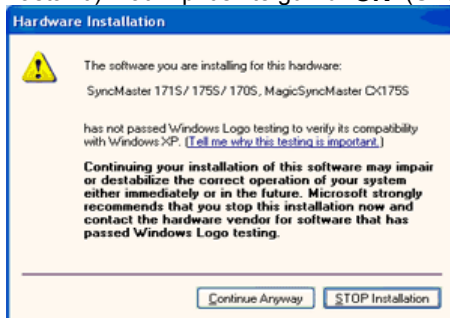 Hardware Installation
The software you are installing for this hardware:
SyncMaster 171S/ 175S/ 170S, MagicSyncMaster CX175S
has not passed Windows Logo testing to verify its compatibility
with Windows XP. (Tell me why this testing is important.)
Continuing your installation of this software may impair
or destabilize the correct operation of your system
either immediately or in the future. Microsoft strongly
recommends that you stop this installation now and
contact the hardware vendor for software that has
passed Windows Logo testing.
Continue Anyway STOP Installation